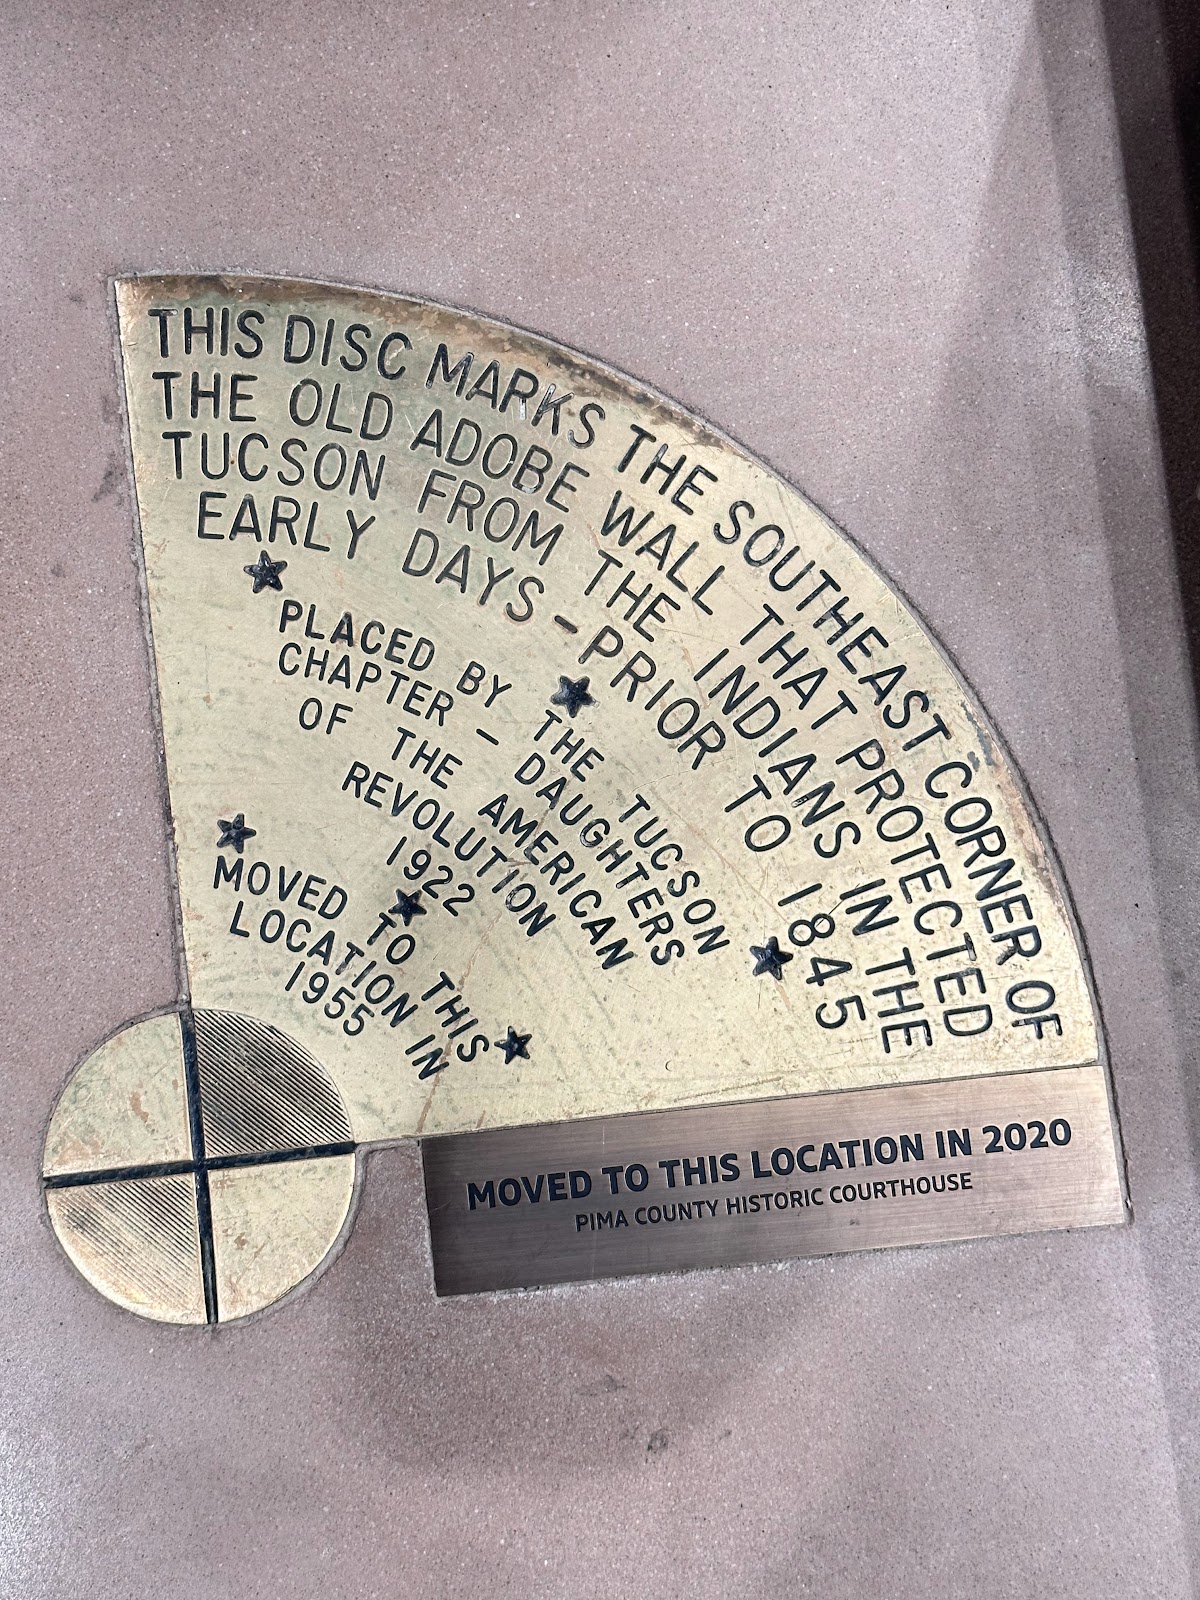 THIS DISC MARKS THE SOUTHEAST CORNER OF
THE OLD ADOBE WALL THAT PROTECTED
TUCSON FROM THE INDIANS IN THE
EARLY DAYS - PRIOR TO 1845
PLACED BY THE TUCSON
CHAPTER - DAUGHTERS
OF THE AMERICAN
REVOLUTION
1922
MOVED TO THIS
LOCATION IN
1955
MOVED TO THIS LOCATION IN 2020
PIMA COUNTY HISTORIC COURTHOUSE